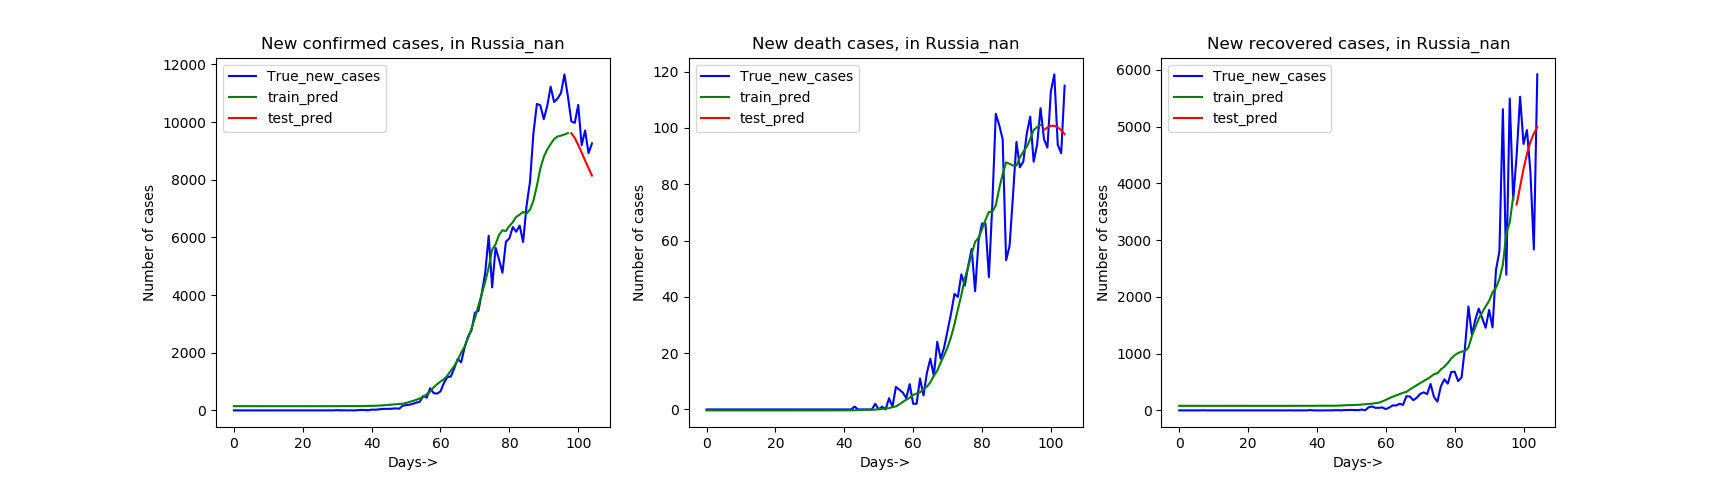 New confirmed cases, in Russia_nan
12000
10000
8000
6000
4000
2000
0
Number of cases
True_new_cases
train_pred
test_pred
0 20 40 60 80 100
Days->
New death cases, in Russia_nan
120
100
80
60
40
20
0
Number of cases
True_new_cases
train_pred
test_pred
0 20 40 60 80 100
Days->
New recovered cases, in Russia_nan
6000
5000
4000
3000
2000
1000
0
Number of cases
True_new_cases
train_pred
test_pred
0 20 40 60 80 100
Days->